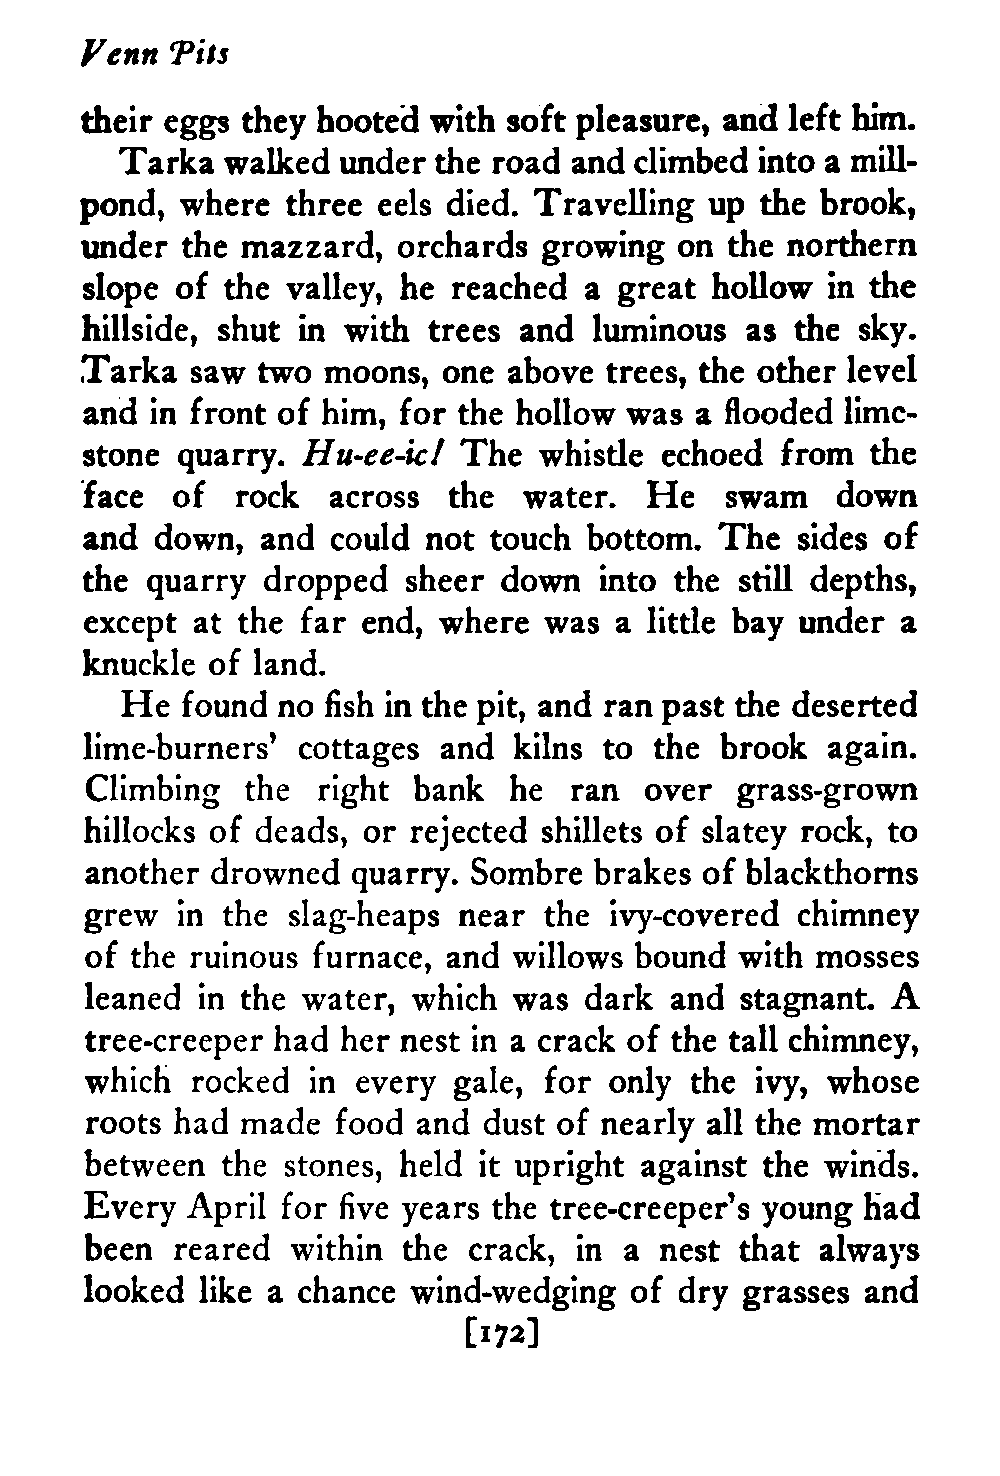 Venn Pits
their eggs they hooted with soft pleasure, and left him.
Tarka walked under the road and climbed into a mill-
pond, where three eels died. Travelling up the brook,
under the mazzard, orchards growing on the northern
slope of the valley, he reached a great hollow in the
hillside, shut in with trees and luminous as the sky.
Tarka saw two moons, one above trees, the other level
and in front of him, for the hollow was a flooded lime-
stone quarry. Hu-ee-ic! The whistle echoed from the
face of rock across the water. He swam down
and down, and could not touch bottom. The sides of
the quarry dropped sheer down into the still depths,
except at the far end, where was a little bay under a
knuckle of land.
He found no fish in the pit, and ran past the deserted
lime-burners' cottages and kilns to the brook again.
Climbing the right bank he ran over grass-grown
hillocks of deads, or rejected shillets of slatey rock, to
another drowned quarry. Sombre brakes of blackthorns
grew in the slag-heaps near the ivy-covered chimney
of the ruinous furnace, and willows bound with mosses
leaned in the water, which was dark and stagnant. A
tree-creeper had her nest in a crack of the tall chimney,
which rocked in every gale, for only the ivy, whose
roots had made food and dust of nearly all the mortar
between the stones, held it upright against the winds.
Every April for five years the tree-creeper's young had
been reared within the crack, in a nest that always
looked like a chance wind-wedging of dry grasses and
[172]